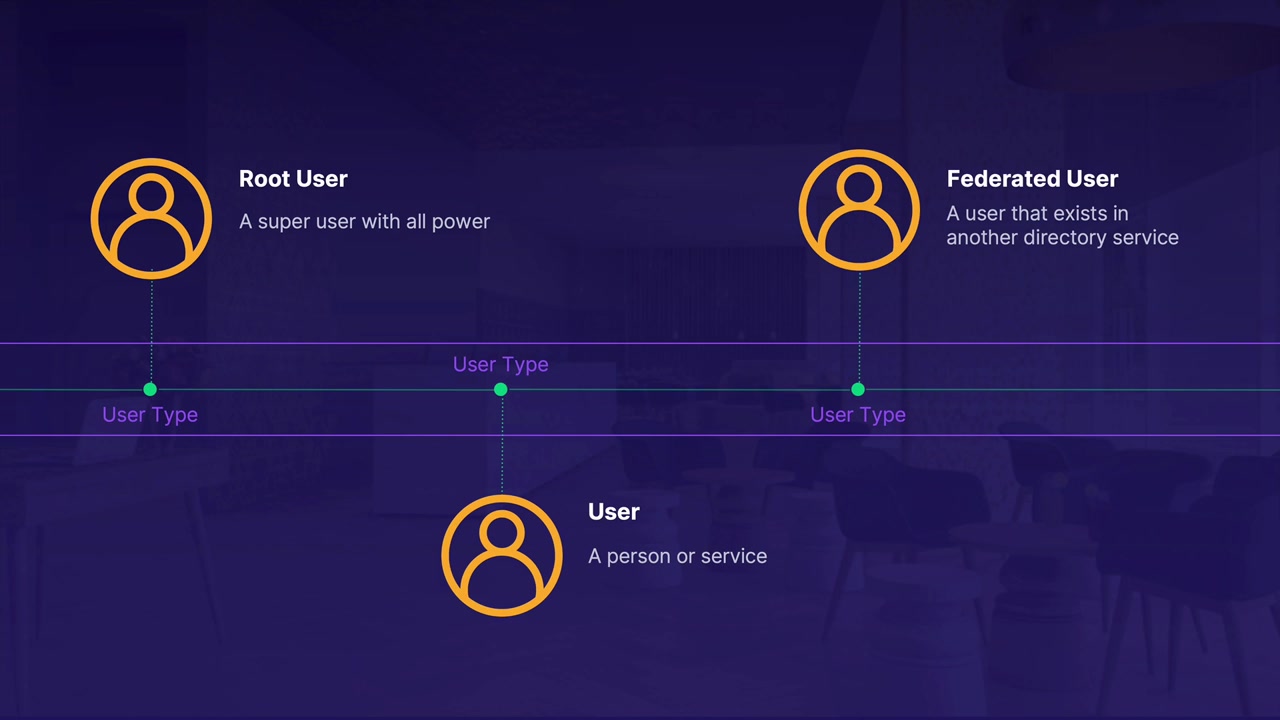 Root User
A super user with all power
User Type
User Type
User
A person or service
Federated User
A user that exists in
another directory service
User Type